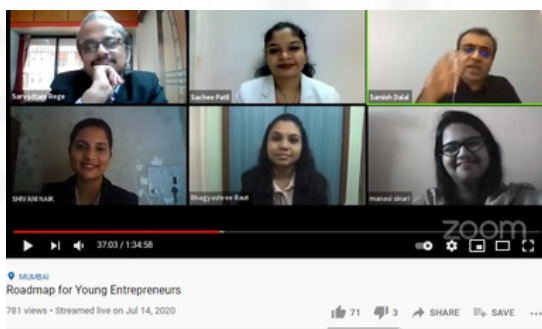 Sarvadtam Rege
Sachee Patil
Samish Dalal
SHIVANI NAIK
Bhagyashree Raut
manasi sinari
zoom
37:03 / 1:34:58
MUMBAI
Roadmap for Young Entrepreneurs
781 views • Streamed live on Jul 14, 2020
71
3
SHARE
SAVE